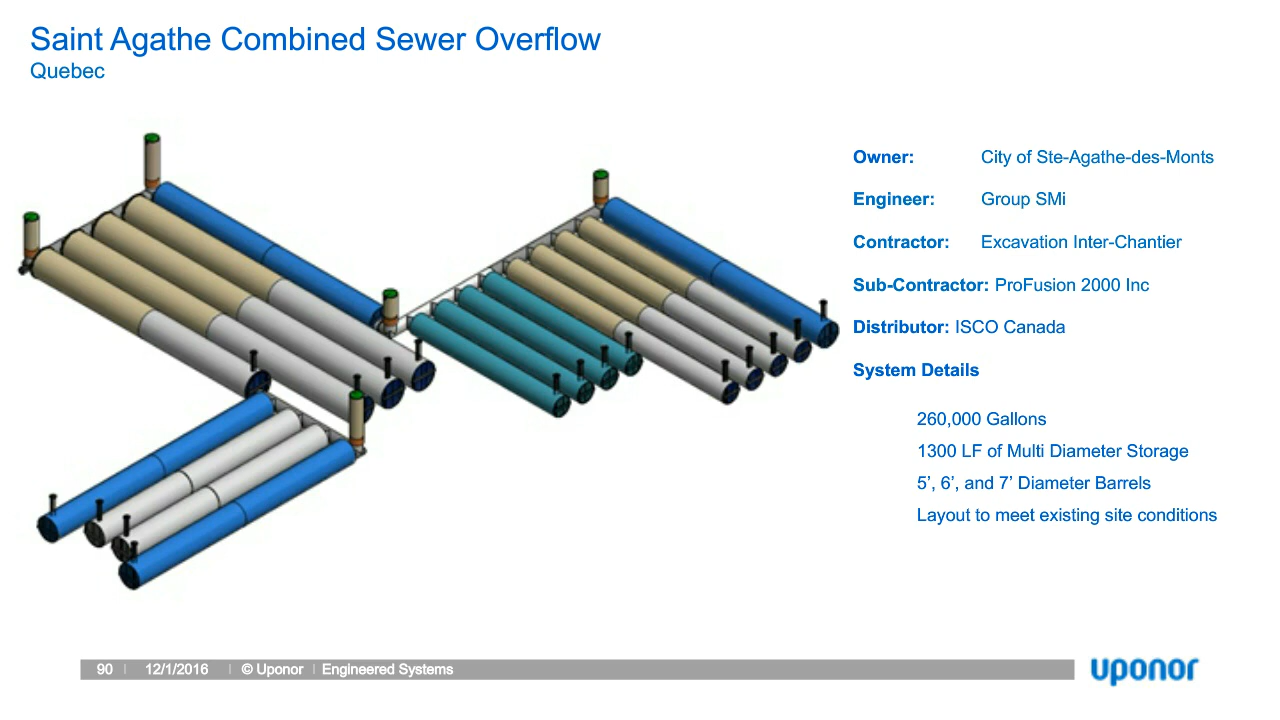 Saint Agathe Combined Sewer Overflow
Quebec
Owner: City of Ste-Agathe-des-Monts
Engineer: Group SMi
Contractor: Excavation Inter-Chantier
Sub-Contractor: ProFusion 2000 Inc
Distributor: ISCO Canada
System Details
260,000 Gallons
1300 LF of Multi Diameter Storage
5’, 6’, and 7’ Diameter Barrels
Layout to meet existing site conditions
90 | 12/1/2016 | © Uponor | Engineered Systems
uponor